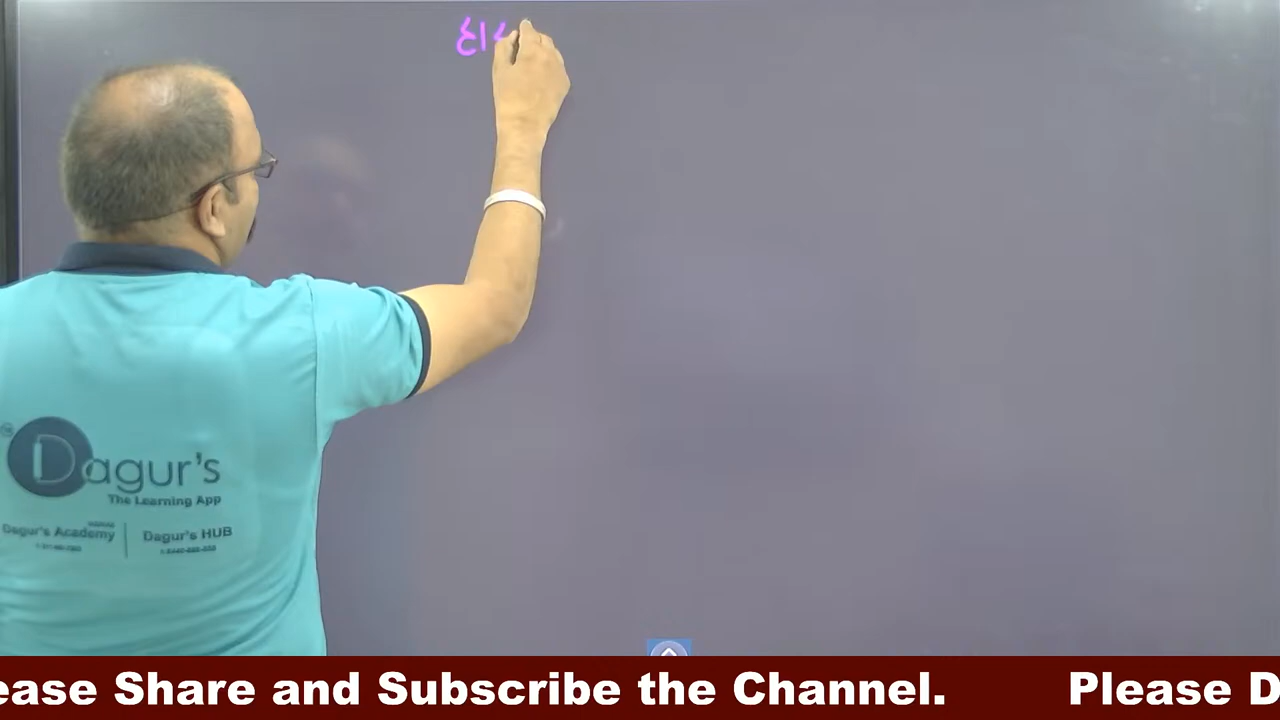 Dagur's
The Learning App
Dagur's Academy
Dagur's HUB
ease Share and Subscribe the Channel. Please D